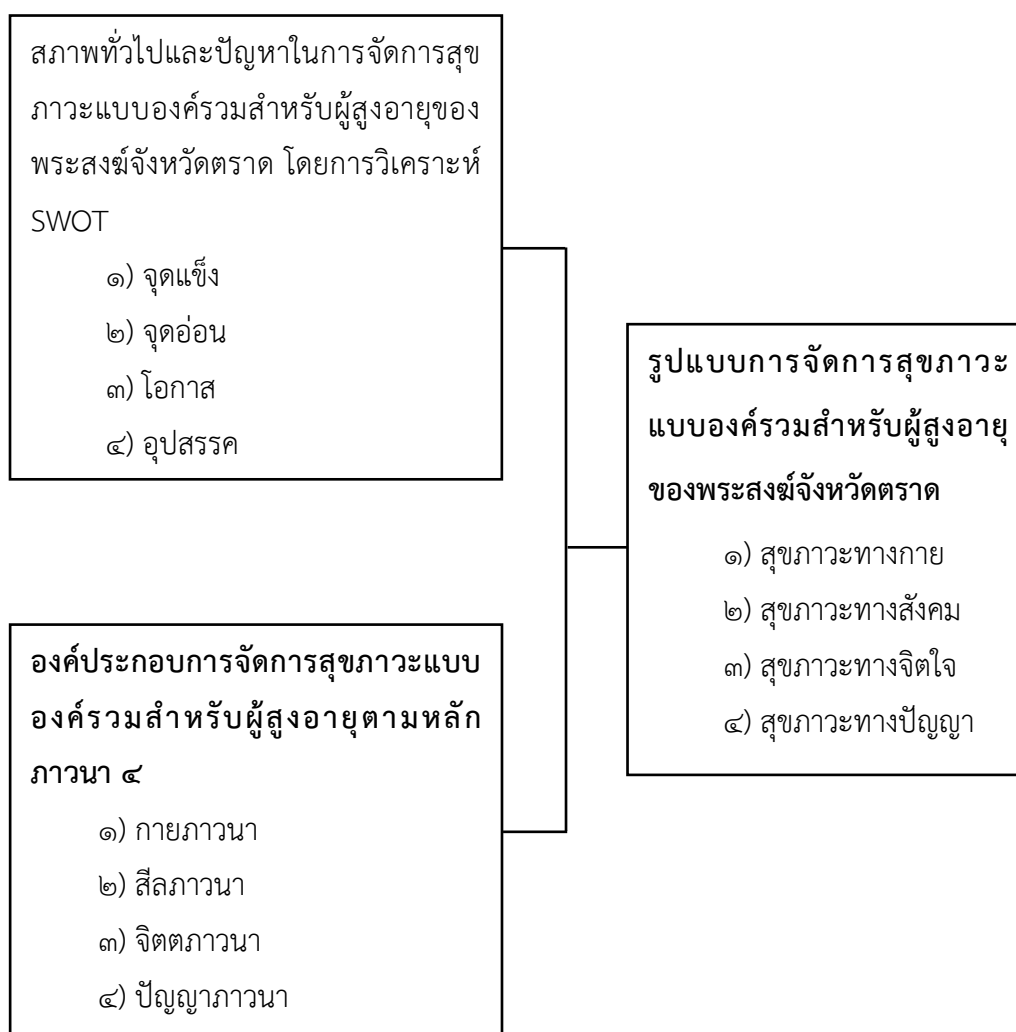 สภาพทั่วไปและปัญหาในการจัดการสุข
ภาวะแบบองค์รวมสำหรับผู้สูงอายุของ
พระสงฆ์จังหวัดตราด โดยการวิเคราะห์
SWOT
๑) จุดแข็ง
๒) จุดอ่อน
๓) โอกาส
๔) อุปสรรค
องค์ประกอบการจัดการสุขภาวะแบบ
องค์รวมสำหรับผู้สูงอายุตามหลัก
ภาวนา ๔
๑) กายภาวนา
๒) สีลภาวนา
๓) จิตตภาวนา
๔) ปัญญาภาวนา
รูปแบบการจัดการสุขภาวะ
แบบองค์รวมสำหรับผู้สูงอายุ
ของพระสงฆ์จังหวัดตราด
๑) สุขภาวะทางกาย
๒) สุขภาวะทางสังคม
๓) สุขภาวะทางจิตใจ
๔) สุขภาวะทางปัญญา